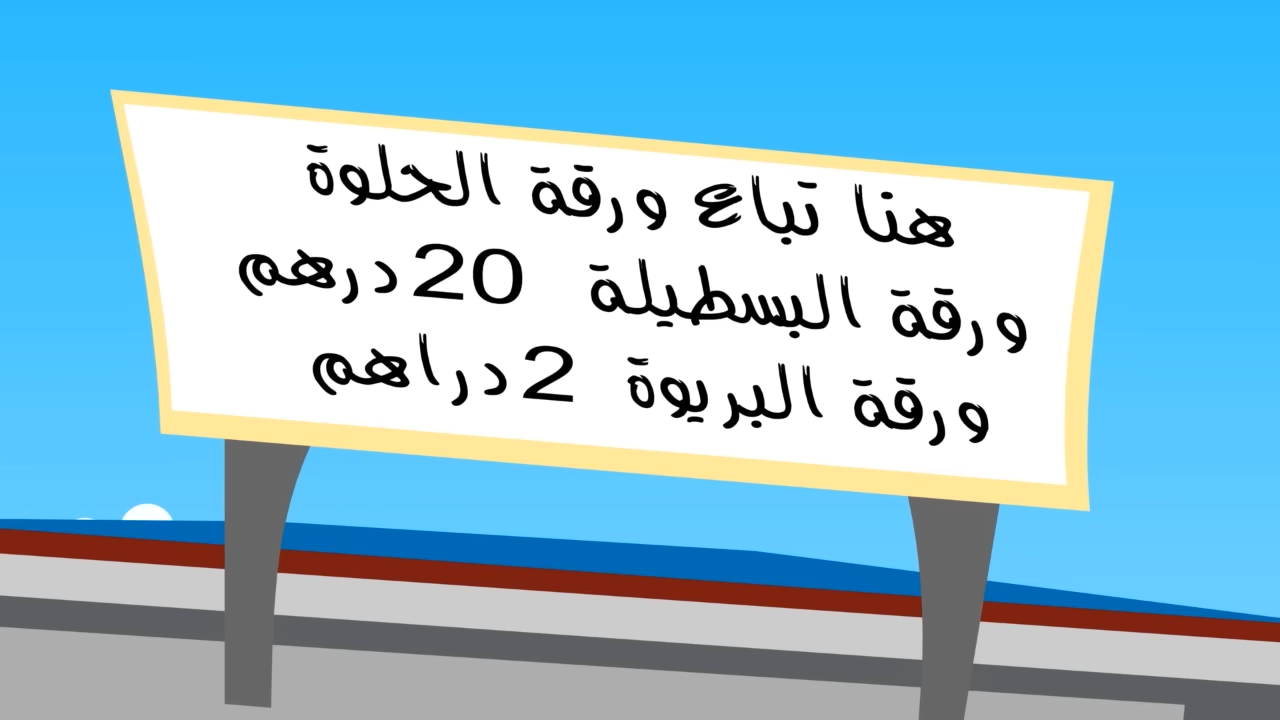 هنا تباع ورقة الحلوة
ورقة البسطيلة 20درهم
ورقة البريوة 2دراهم